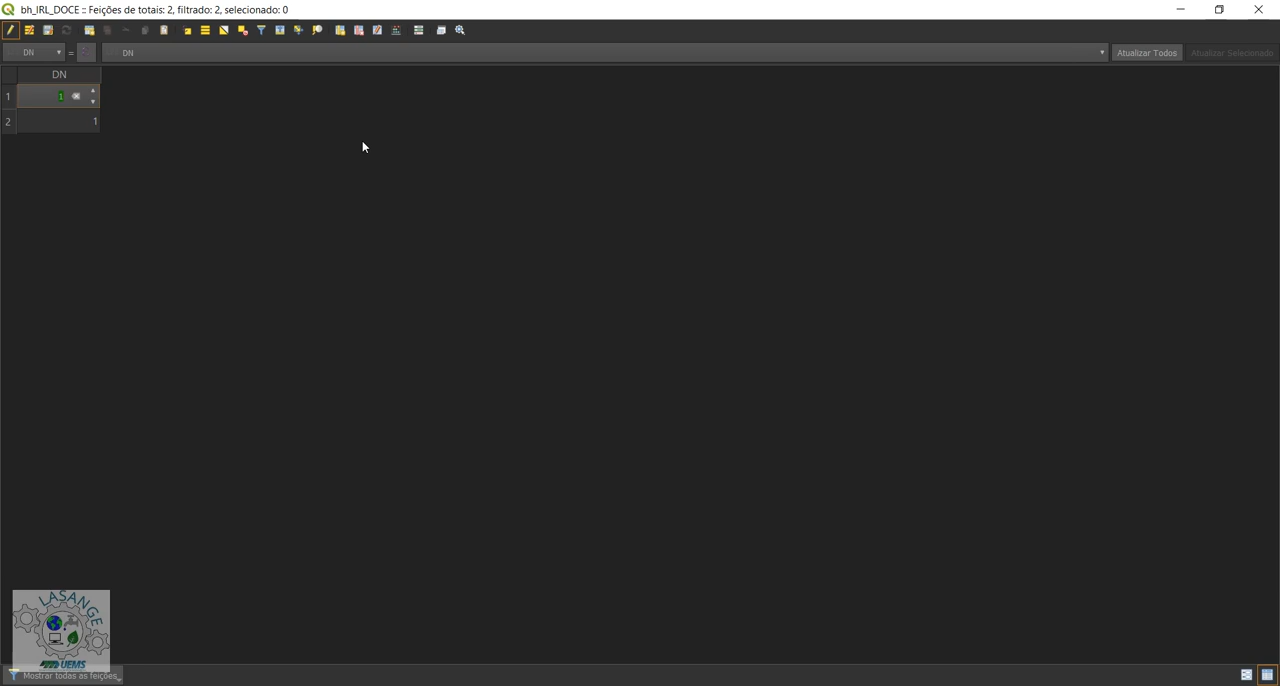 bh_IRL_DOCE :: Feições de totais: 2, filtrado: 2, selecionado: 0
DN = DN Atualizar Todos Atualizar Selecionado
DN
1 1
2 1
LASANGE
UEMS
Mostrar todas as feições